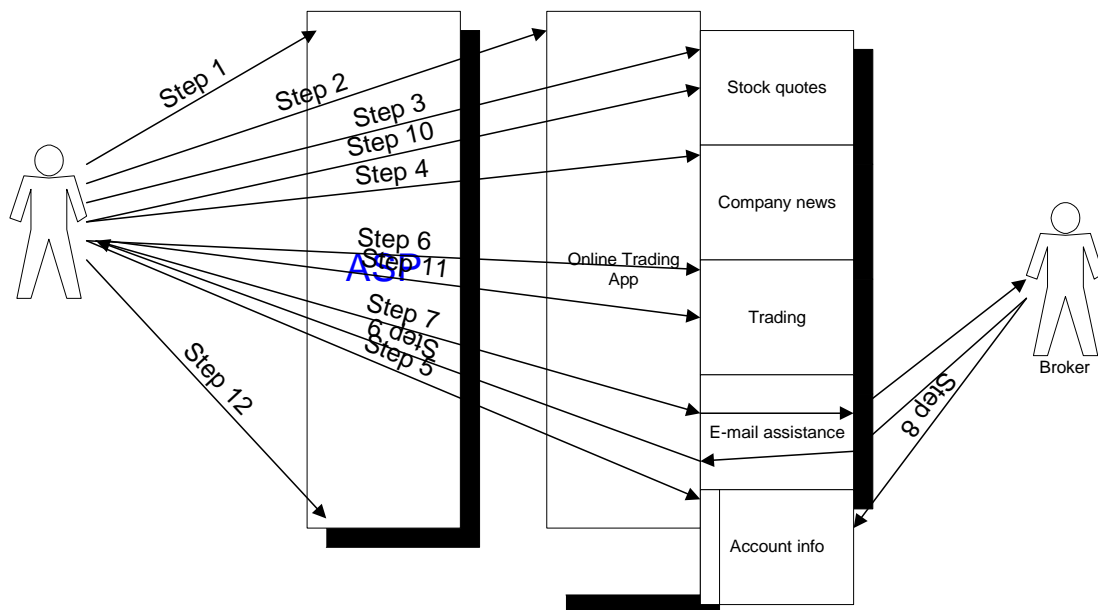 Step 1
Step 2
Step 3
Step 10
Step 4
Step 6
Step 11
ASP
Step 7
Step 9
Step 5
Step 12
Online Trading
App
Stock quotes
Company news
Trading
E-mail assistance
Account info
Step 8
Broker